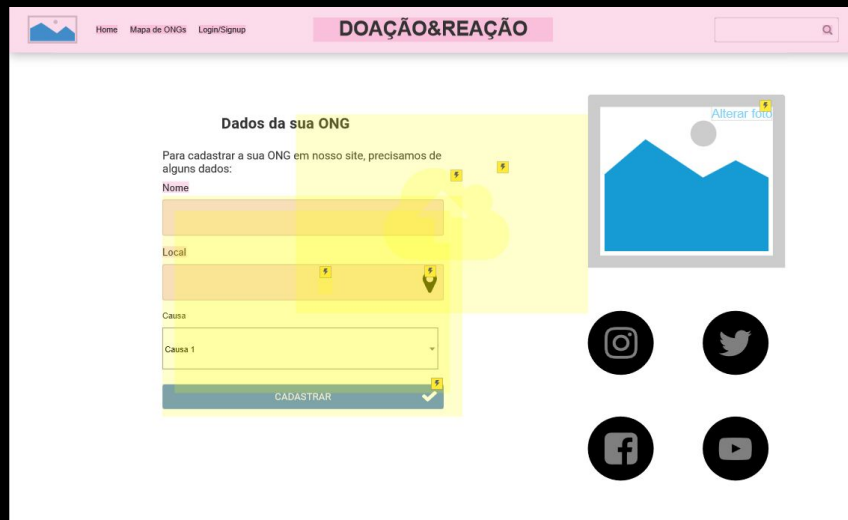 Home Mapa de ONGs Login/Signup DOAÇÃO&REAÇÃO
Alterar foto
Dados da sua ONG
Para cadastrar a sua ONG em nosso site, precisamos de
alguns dados:
Nome
Local
Causa
Causa 1
CADASTRAR